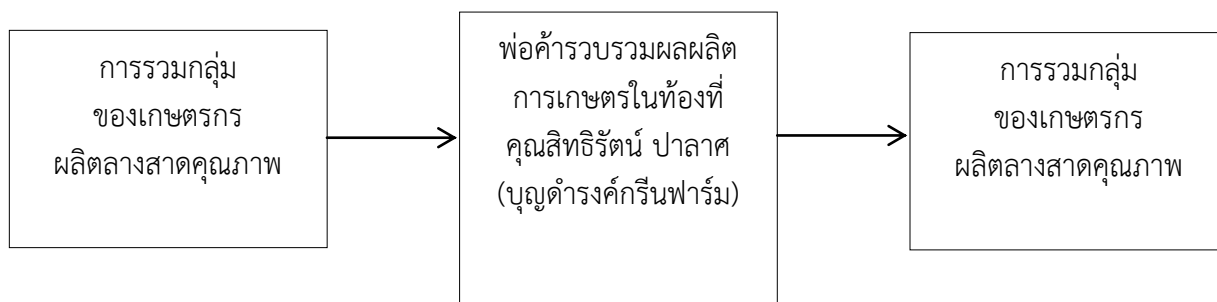 การรวมกลุ่ม
ของเกษตรกร
ผลิตลางสาดคุณภาพ
พ่อค้ารวบรวมผลผลิต
การเกษตรในท้องที่
คุณสิทธิรัตน์ ปาลาศ
(บุญดำรงค์กรีนฟาร์ม)
การรวมกลุ่ม
ของเกษตรกร
ผลิตลางสาดคุณภาพ